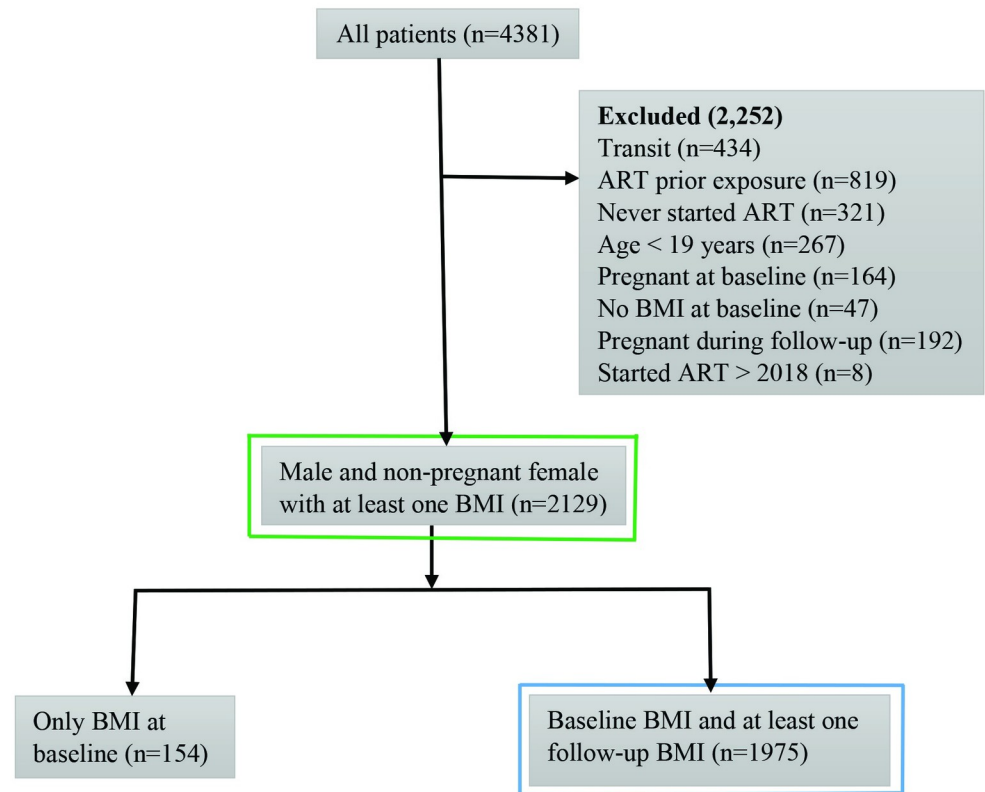 All patients (n=4381)
Excluded (2,252)
Transit (n=434)
ART prior exposure (n=819)
Never started ART (n=321)
Age < 19 years (n=267)
Pregnant at baseline (n=164)
No BMI at baseline (n=47)
Pregnant during follow-up (n=192)
Started ART > 2018 (n=8)
Male and non-pregnant female
with at least one BMI (n=2129)
Only BMI at
baseline (n=154)
Baseline BMI and at least one
follow-up BMI (n=1975)